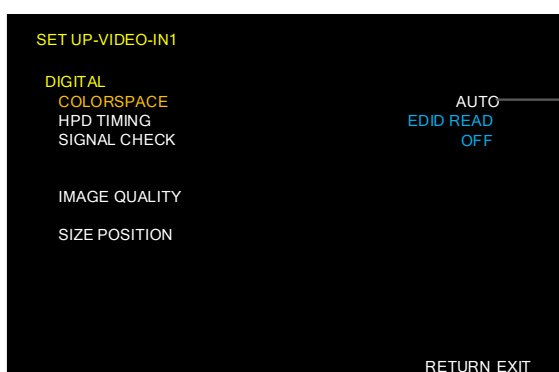 SET UP-VIDEO-IN1
DIGITAL
COLORSPACE AUTO
HPD TIMING EDID READ
SIGNAL CHECK OFF
IMAGE QUALITY
SIZE POSITION
RETURN EXIT